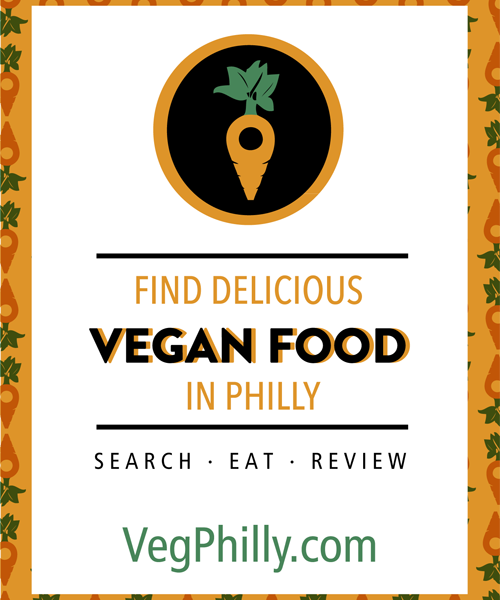 FIND DELICIOUS
VEGAN FOOD
IN PHILLY
SEARCH · EAT · REVIEW
VegPhilly.com